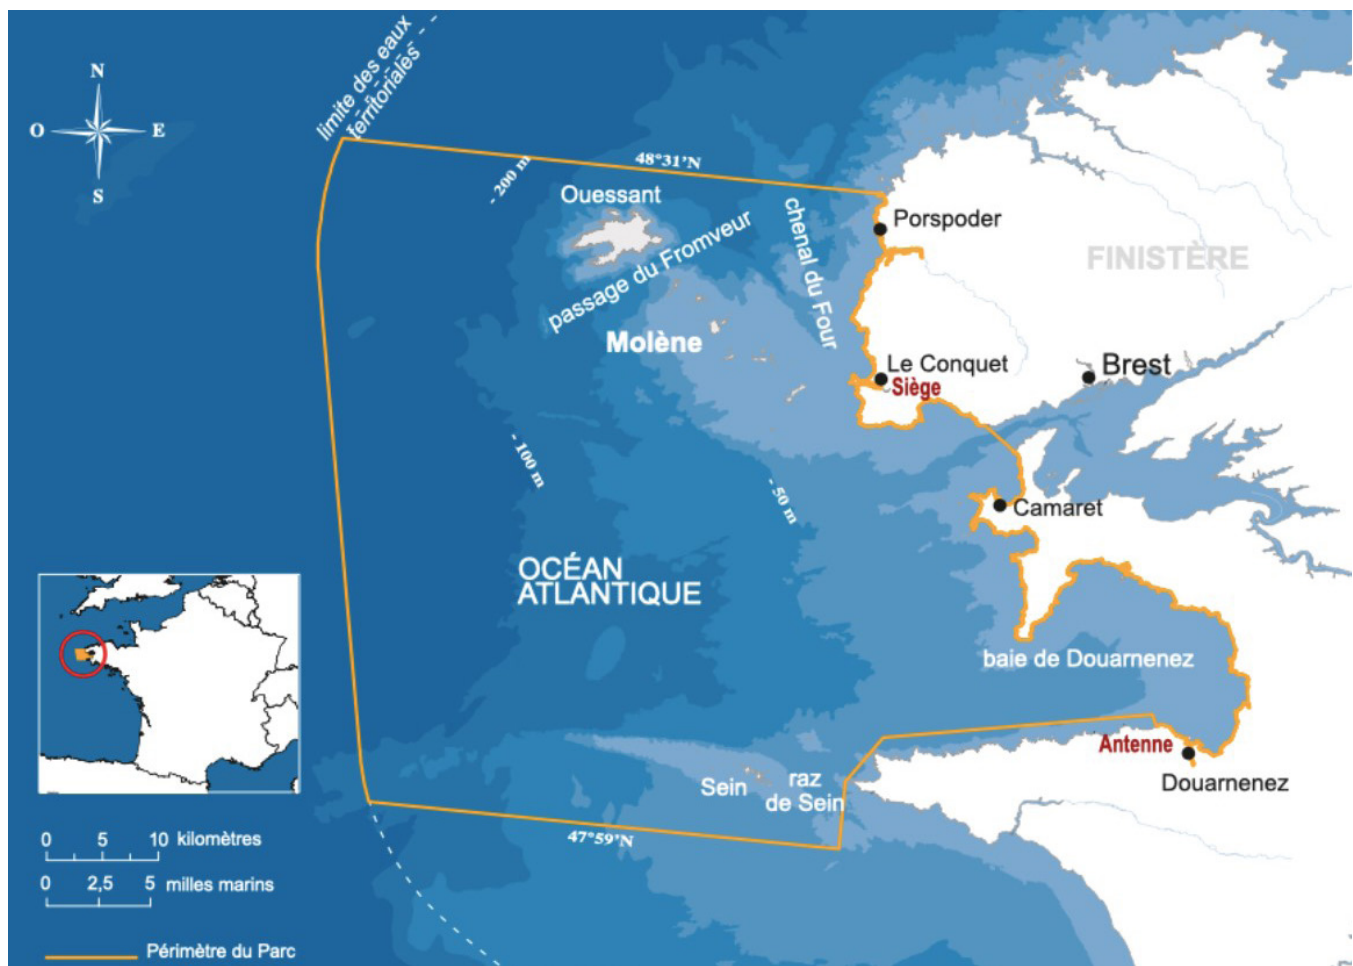 limite des eaux
territoriales
N
O
E
S
48°31'N
- 200 m
Ouessant
Porspoder
chenal du Four
passage du Fromveur
FINISTÈRE
Molène
Le Conquet
Siège
Brest
- 100 m
- 50 m
Camaret
OCÉAN
ATLANTIQUE
baie de Douarnenez
Antenne
Douarnenez
Sein
raz
de Sein
47°59'N
0 5 10 kilomètres
0 2,5 5 milles marins
Périmètre du Parc